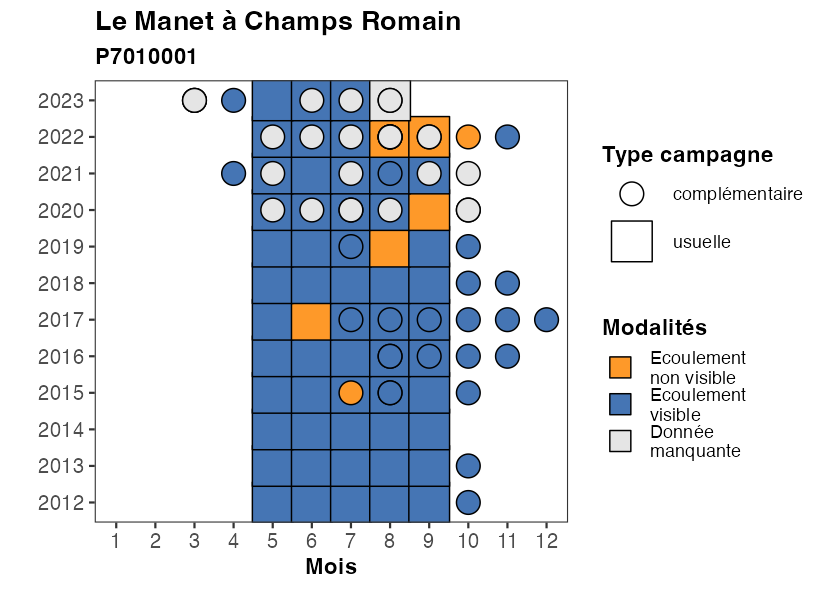 Le Manet à Champs Romain
P7010001
2023
2022
2021
2020
2019
2018
2017
2016
2015
2014
2013
2012
1 2 3 4 5 6 7 8 9 10 11 12
Mois
Type campagne
complémentaire
usuelle
Modalités
Ecoulement
non visible
Ecoulement
visible
Donnée
manquante